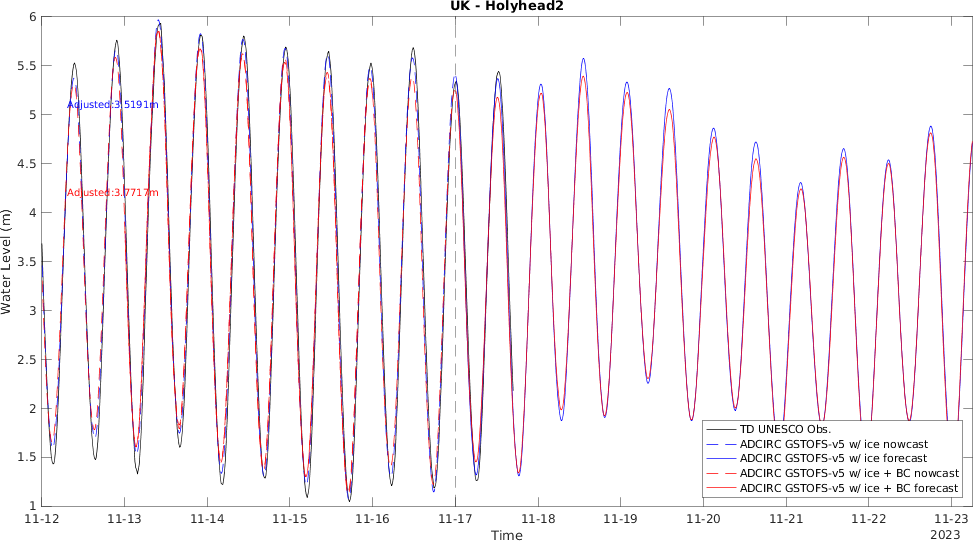 UK - Holyhead2
6
5.5
5
4.5
4
3.5
3
2.5
2
1.5
1
Water Level (m)
Adjusted:3.5191m
Adjusted:3.7717m
TD UNESCO Obs.
ADCIRC GSTOFS-v5 w/ ice nowcast
ADCIRC GSTOFS-v5 w/ ice forecast
ADCIRC GSTOFS-v5 w/ ice + BC nowcast
ADCIRC GSTOFS-v5 w/ ice + BC forecast
11-12 11-13 11-14 11-15 11-16 11-17 11-18 11-19 11-20 11-21 11-22 11-23
Time
2023